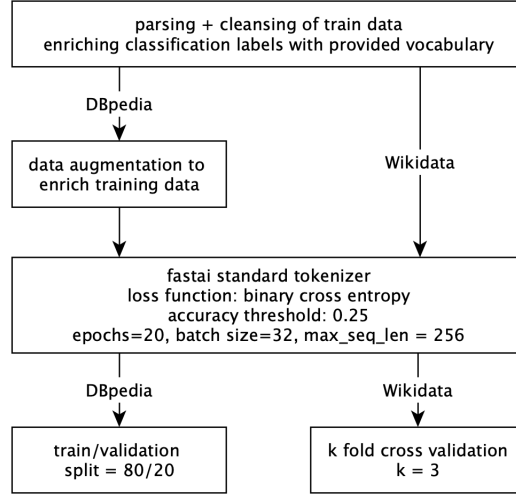 parsing + cleansing of train data
enriching classification labels with provided vocabulary
DBpedia
data augmentation to
enrich training data
Wikidata
fastai standard tokenizer
loss function: binary cross entropy
accuracy threshold: 0.25
epochs=20, batch size=32, max_seq_len = 256
DBpedia
Wikidata
train/validation
split = 80/20
k fold cross validation
k = 3